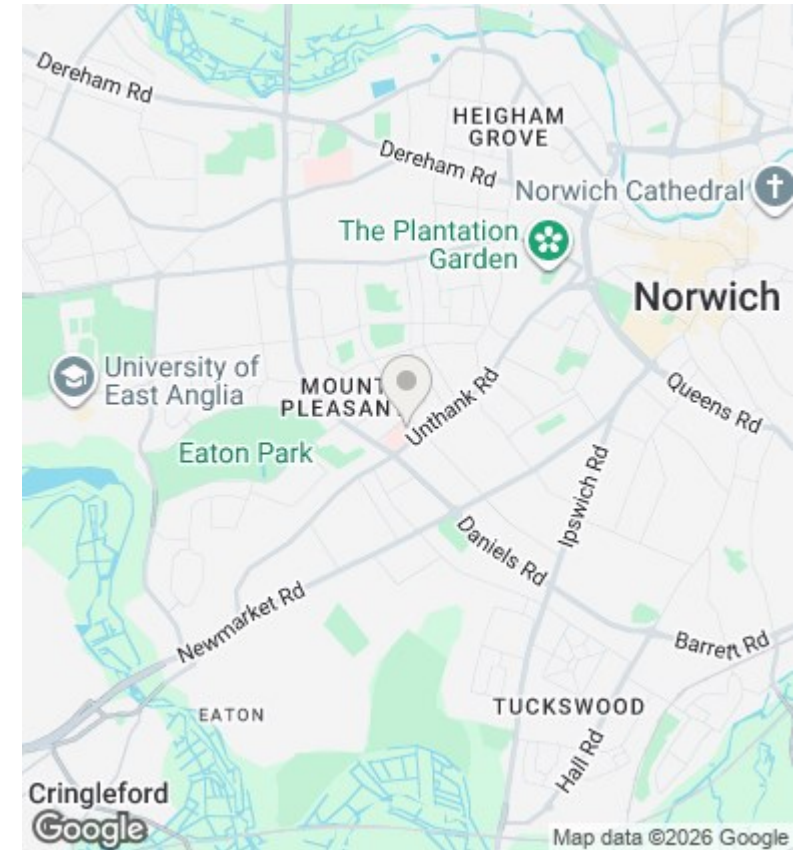 Dereham Rd
HEIGHAM
GROVE
Dereham Rd
Norwich Cathedral
The Plantation
Garden
Norwich
University of
East Anglia
MOUNT
PLEASANT
Unthank Rd
Queens Rd
Eaton Park
Ipswich Rd
Daniels Rd
Newmarket Rd
Barrett Rd
EATON
TUCKSWOOD
Hall Rd
Cringleford
Google
Map data ©2026 Google